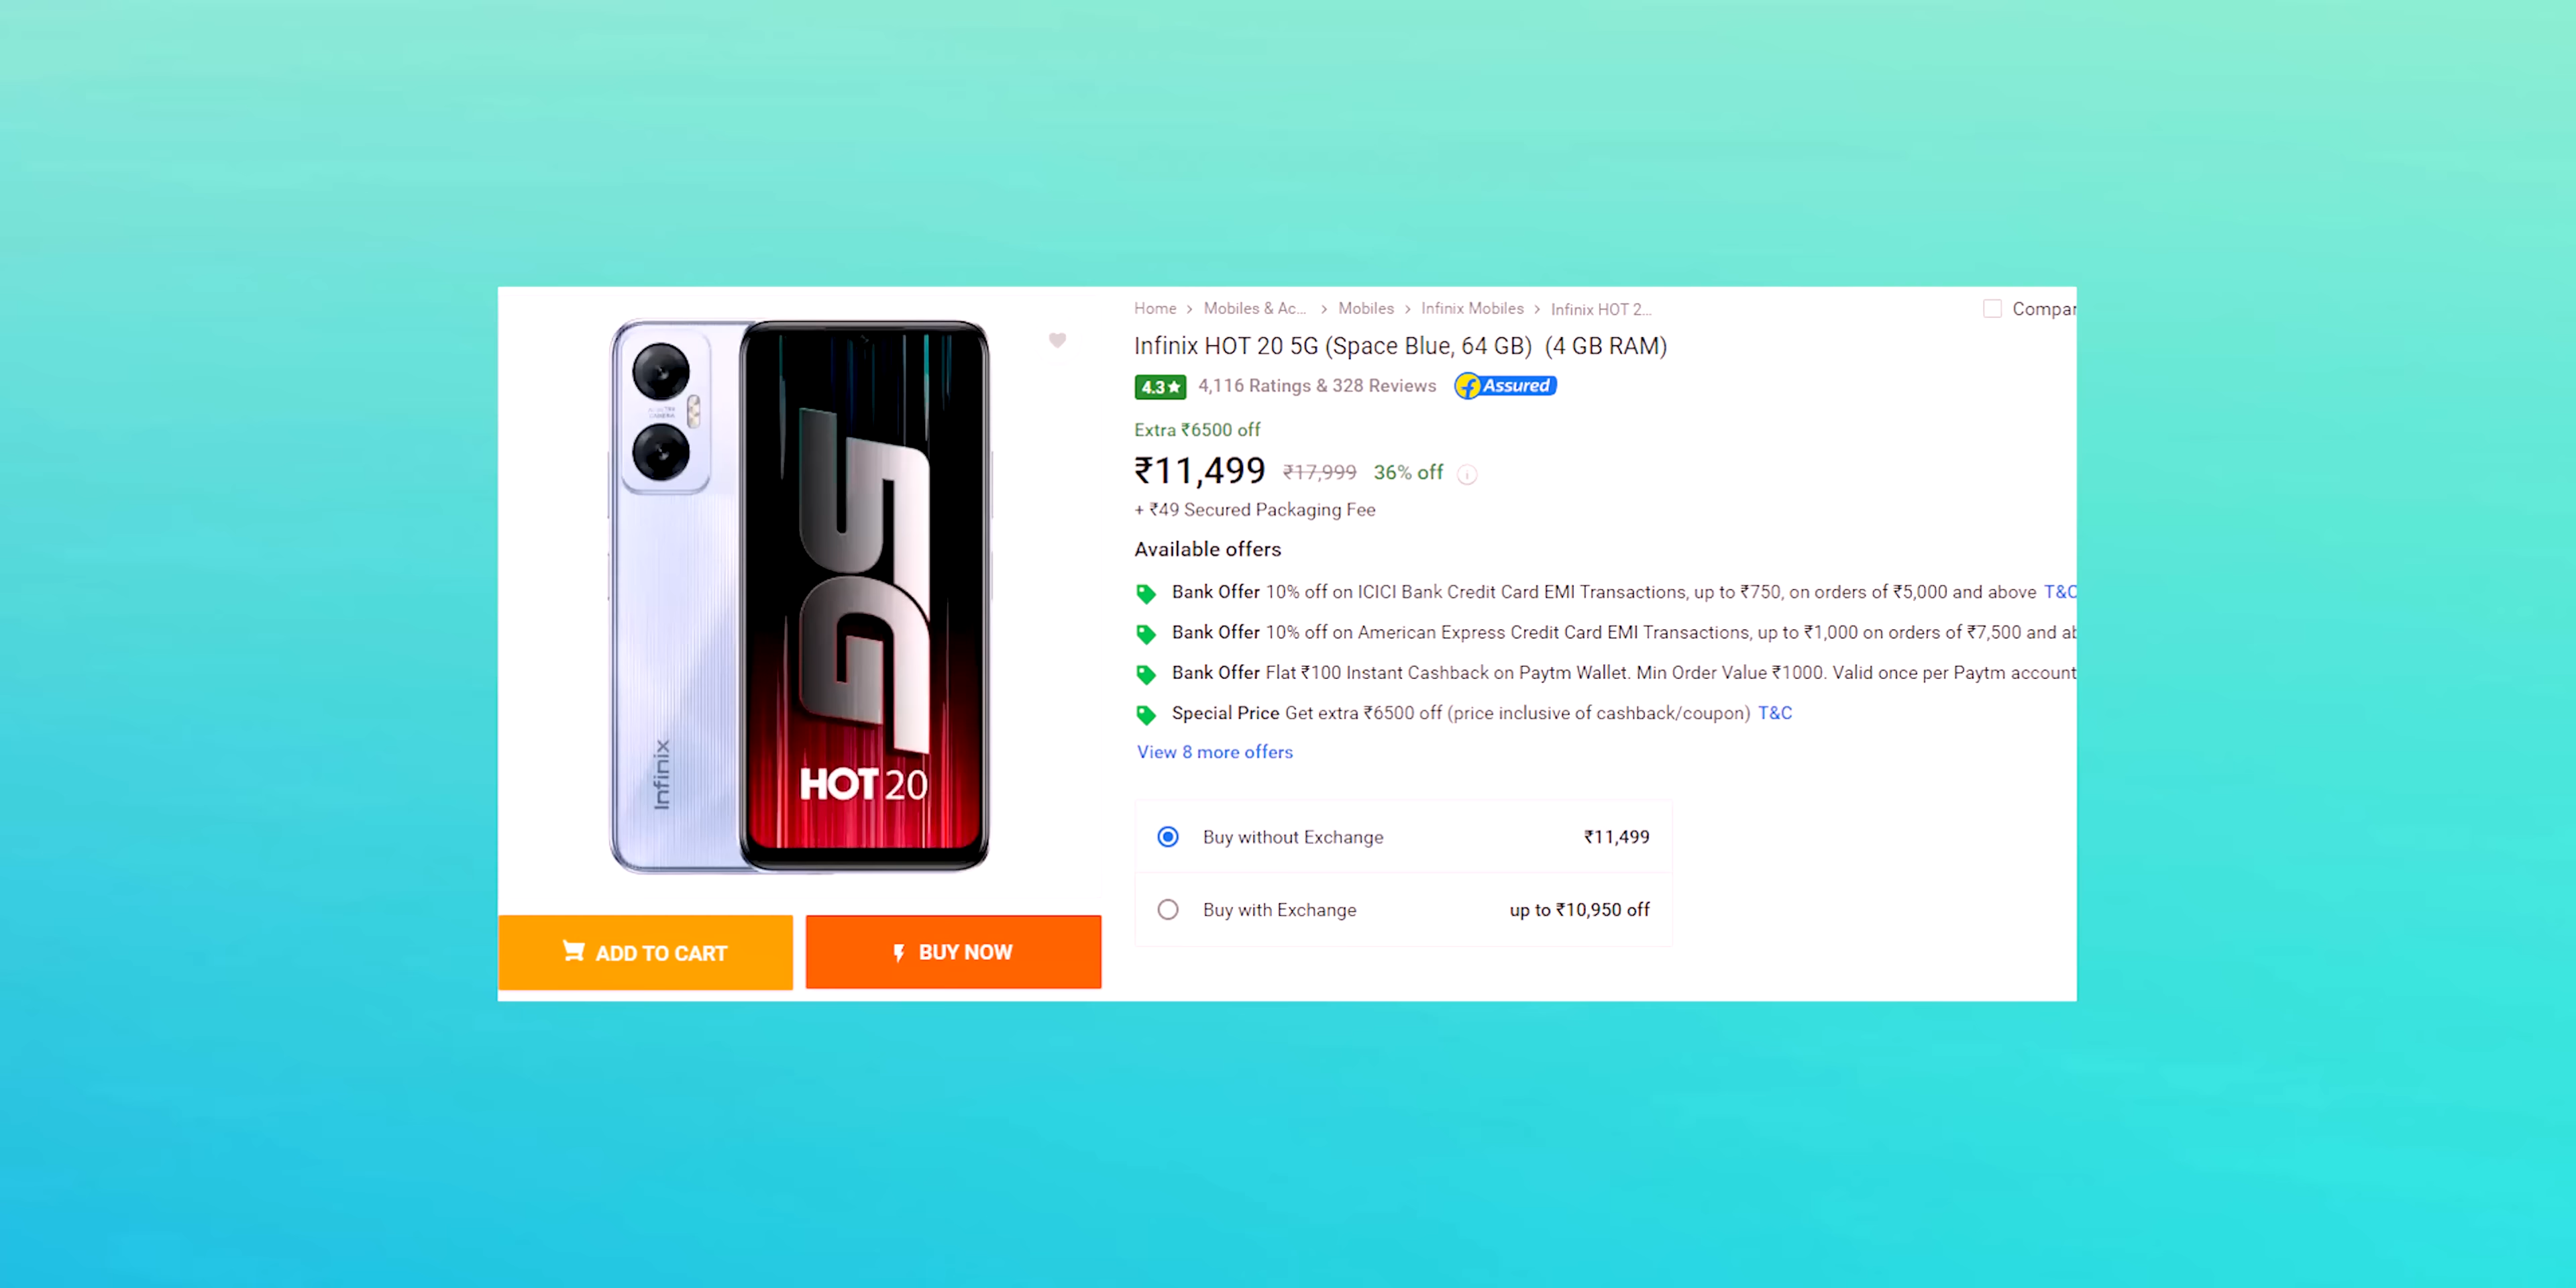 Home > Mobiles & Ac... > Mobiles > Infinix Mobiles > Infinix HOT 2...
Compar
Infinix HOT 20 5G (Space Blue, 64 GB) (4 GB RAM)
4.3★ 4,116 Ratings & 328 Reviews Assured
Extra ₹6500 off
₹11,499 ₹17,999 36% off
+ ₹49 Secured Packaging Fee
Available offers
Bank Offer 10% off on ICICI Bank Credit Card EMI Transactions, up to ₹750, on orders of ₹5,000 and above T&C
Bank Offer 10% off on American Express Credit Card EMI Transactions, up to ₹1,000 on orders of ₹7,500 and ab
Bank Offer Flat ₹100 Instant Cashback on Paytm Wallet. Min Order Value ₹1000. Valid once per Paytm account
Special Price Get extra ₹6500 off (price inclusive of cashback/coupon) T&C
View 8 more offers
Buy without Exchange ₹11,499
Buy with Exchange up to ₹10,950 off
Infinix
5G
HOT 20
ADD TO CART
BUY NOW